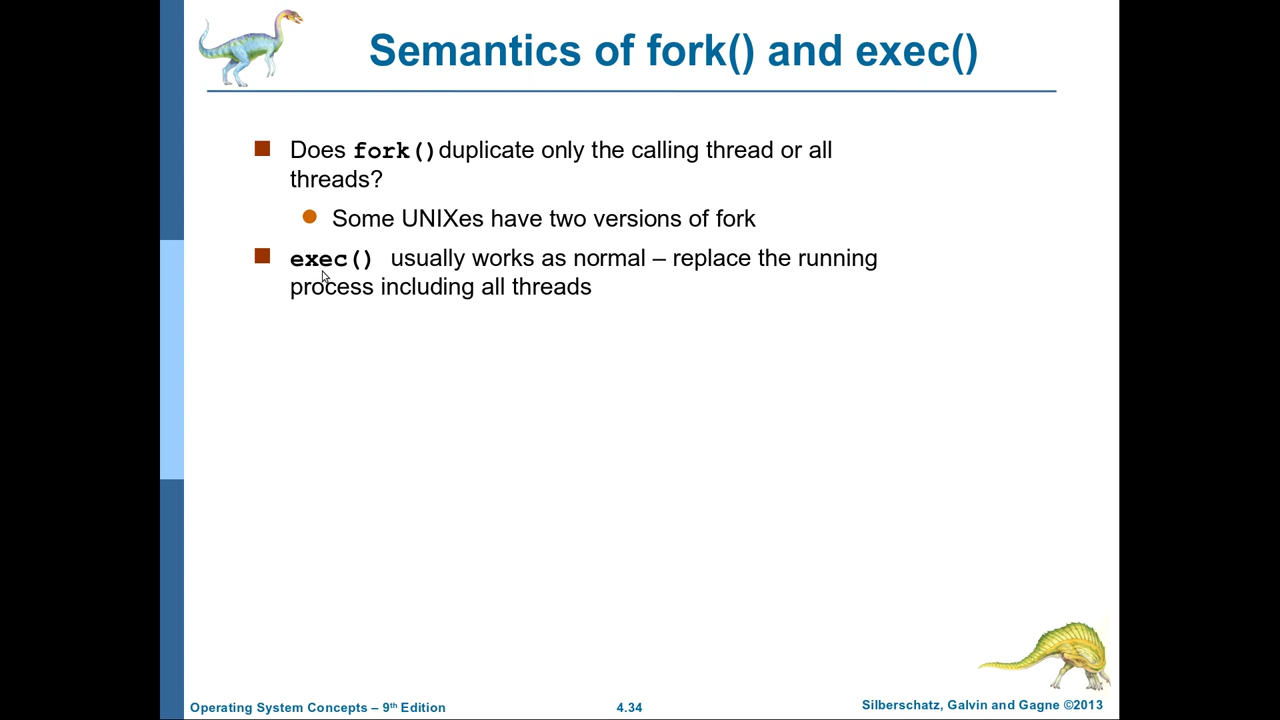 Semantics of fork() and exec()
Does fork()duplicate only the calling thread or all
threads?
Some UNIXes have two versions of fork
exec() usually works as normal – replace the running
process including all threads
Operating System Concepts – 9th Edition
4.34
Silberschatz, Galvin and Gagne ©2013